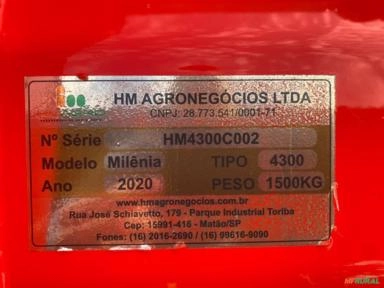 HM AGRONEGÓCIOS LTDA
CNPJ: 28.773.541/0001-71
Nº Série HM4300C002
Modelo Milênia TIPO 4300
Ano 2020 PESO 1500KG
www.hmagronegocios.com.br
Rua José Schiavetto, 179 - Parque Industrial Toriba
Cep: 15991-416 - Matão/SP
Fones: (16) 2016-2690 / (16) 99616-9090
MFRURAL